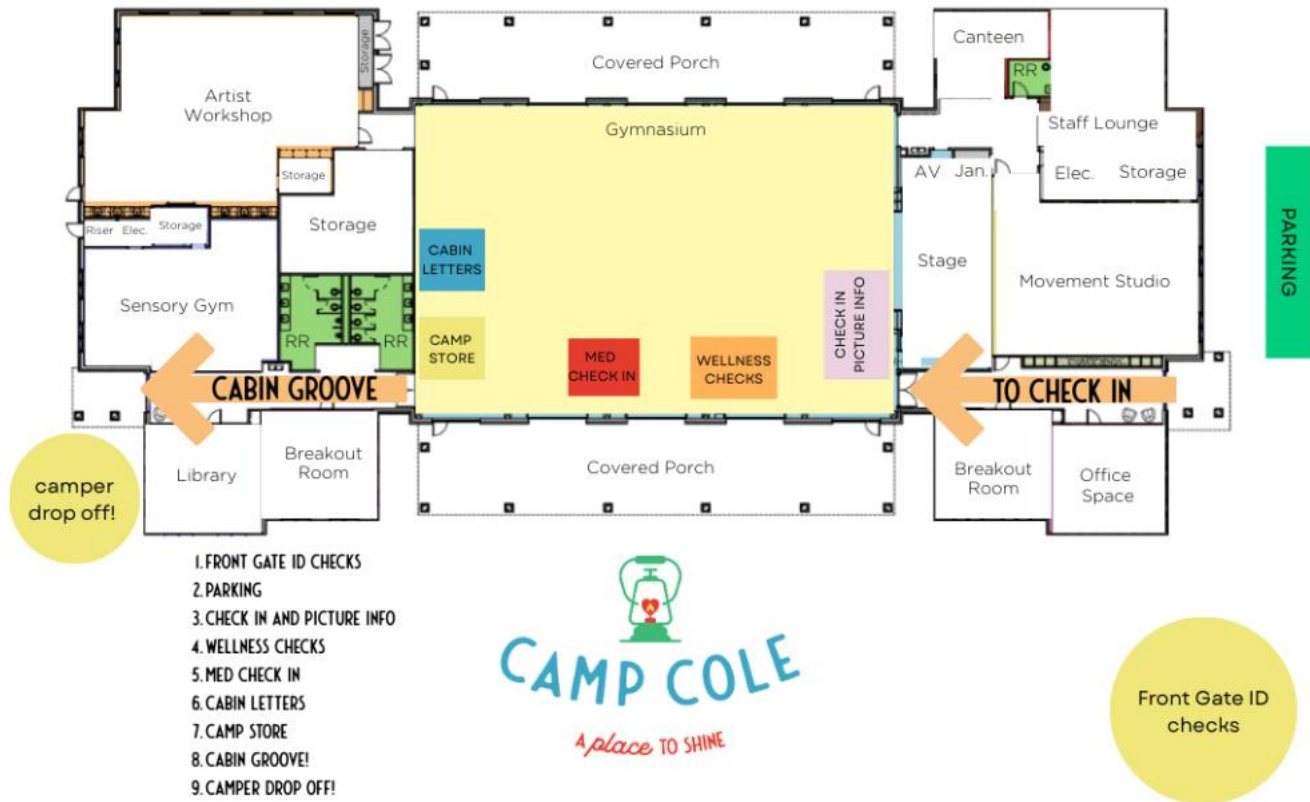 Covered Porch
Canteen
RR
Storage
Artist
Workshop
Gymnasium
Staff Lounge
Storage
AV
Jan.
Elec.
Storage
PARKING
Riser
Elec.
Storage
Storage
CABIN
LETTERS
Stage
Movement Studio
Sensory Gym
CHECK IN
PICTURE INFO
RR
RR
CAMP
STORE
MED
CHECK IN
WELLNESS
CHECKS
CABIN GROOVE
TO CHECK IN
camper
drop off!
Library
Breakout
Room
Covered Porch
Breakout
Room
Office
Space
1. FRONT GATE ID CHECKS
2. PARKING
3. CHECK IN AND PICTURE INFO
4. WELLNESS CHECKS
5. MED CHECK IN
6. CABIN LETTERS
7. CAMP STORE
8. CABIN GROOVE!
9. CAMPER DROP OFF!
CAMP COLE
A place TO SHINE
Front Gate ID
checks